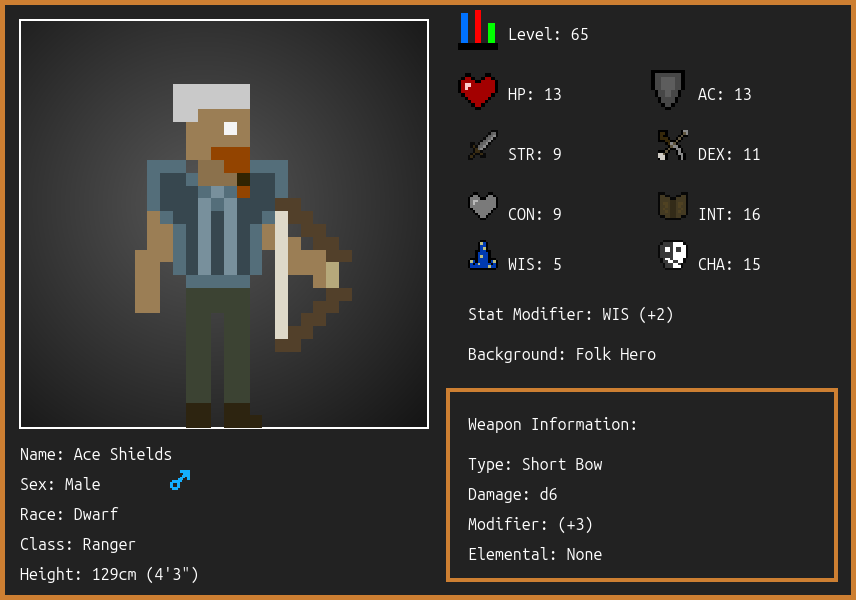 Level: 65
HP: 13
AC: 13
STR: 9
DEX: 11
CON: 9
INT: 16
WIS: 5
CHA: 15
Stat Modifier: WIS (+2)
Background: Folk Hero
Weapon Information:
Type: Short Bow
Damage: d6
Modifier: (+3)
Elemental: None
Name: Ace Shields
Sex: Male
Race: Dwarf
Class: Ranger
Height: 129cm (4'3")